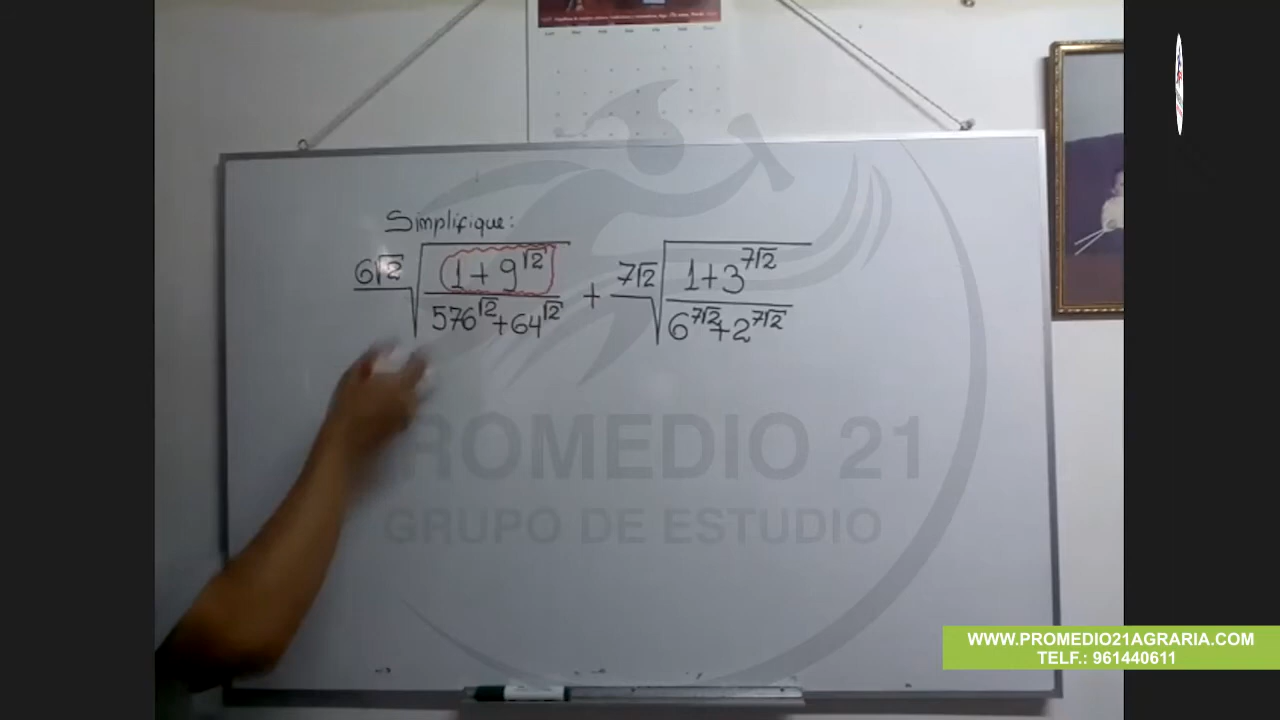 Simplifique:
6√2 √ 1 + 9^√2 / 576^√2 + 64^√2 + 7√2 √ 1 + 3^7√2 / 6^7√2 + 2^7√2
PROMEDIO 21
GRUPO DE ESTUDIO
WWW.PROMEDIO21AGRARIA.COM
TELF.: 961440611